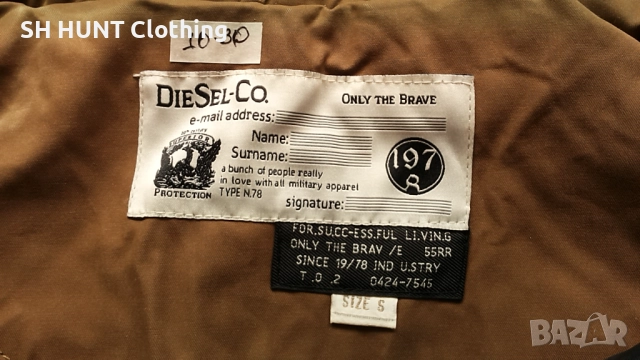 SH HUNT Clothing
10-30
DIESEL-CO.
ONLY THE BRAVE
e-mail address:
Name:
Surname:
SUPERIOR
PROTECTION
a bunch of people really
in love with all military apparel
TYPE N.78
signature:
197
8
FOR.SU.CC-ESS.FUL LI.VIN.G
ONLY THE BRAV /E 55RR
SINCE 19/78 IND U.STRY
T .O .2 0424-7545
SIZE S
BAZAR